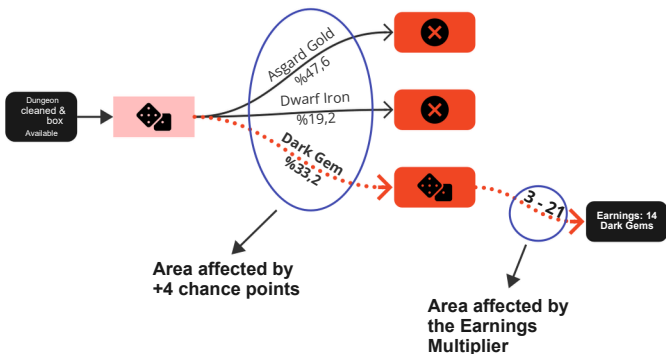 Asgard Gold
%47,6
Dungeon
cleaned &
box
Available
Dwarf Iron
%19,2
Dark Gem
%33,2
3 - 21
Earnings: 14
Dark Gems
Area affected by
+4 chance points
Area affected by
the Earnings
Multiplier